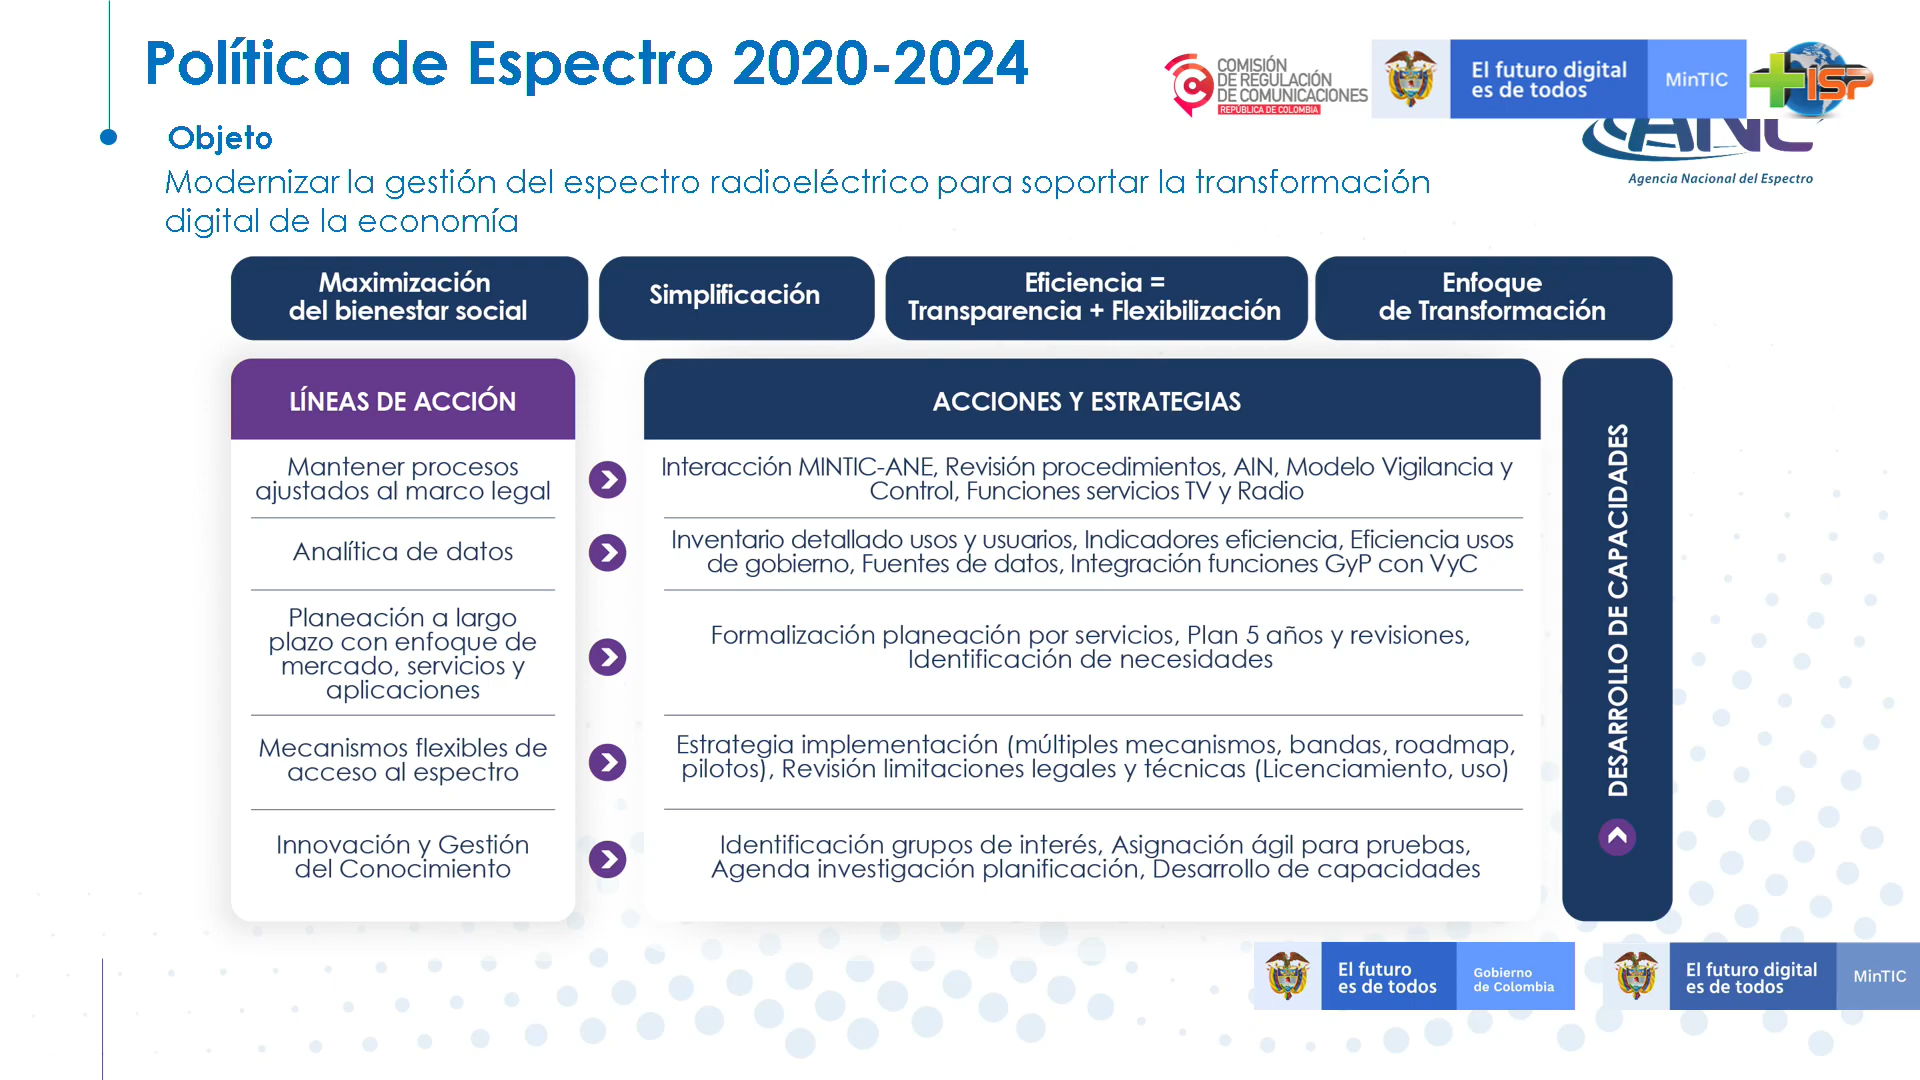 Política de Espectro 2020-2024
COMISIÓN
DE REGULACIÓN
DE COMUNICACIONES
REPÚBLICA DE COLOMBIA
El futuro digital
es de todos
MinTIC
+ISP
Objeto
Modernizar la gestión del espectro radioeléctrico para soportar la transformación
digital de la economía
Agencia Nacional del Espectro
Maximización
del bienestar social
Simplificación
Eficiencia =
Transparencia + Flexibilización
Enfoque
de Transformación
LÍNEAS DE ACCIÓN
ACCIONES Y ESTRATEGIAS
Mantener procesos
ajustados al marco legal
Interacción MINTIC-ANE, Revisión procedimientos, AIN, Modelo Vigilancia y
Control, Funciones servicios TV y Radio
Analítica de datos
Inventario detallado usos y usuarios, Indicadores eficiencia, Eficiencia usos
de gobierno, Fuentes de datos, Integración funciones GyP con VyC
Planeación a largo
plazo con enfoque de
mercado, servicios y
aplicaciones
Formalización planeación por servicios, Plan 5 años y revisiones,
Identificación de necesidades
Mecanismos flexibles de
acceso al espectro
Estrategia implementación (múltiples mecanismos, bandas, roadmap,
pilotos), Revisión limitaciones legales y técnicas (Licenciamiento, uso)
Innovación y Gestión
del Conocimiento
Identificación grupos de interés, Asignación ágil para pruebas,
Agenda investigación planificación, Desarrollo de capacidades
DESARROLLO DE CAPACIDADES
El futuro
es de todos
Gobierno
de Colombia
El futuro digital
es de todos
MinTIC